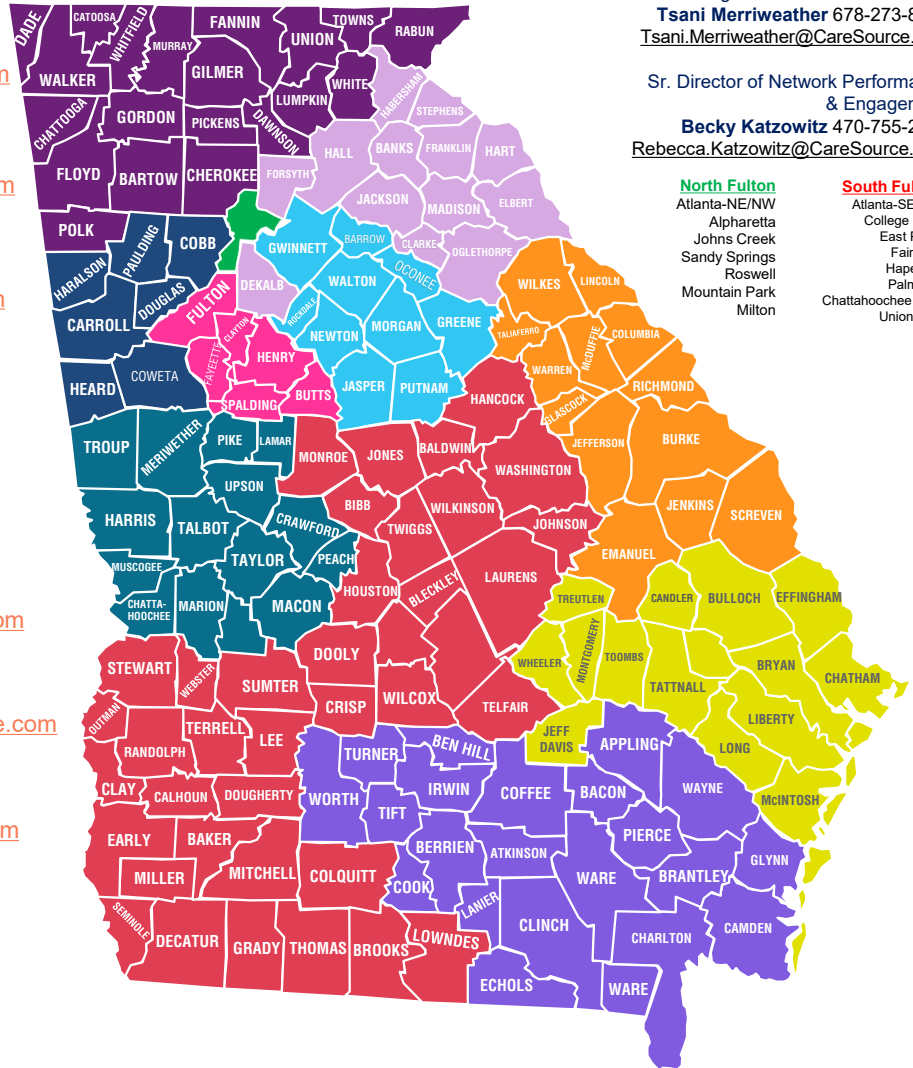 Tsani Merriweather 678-273-8
Tsani.Merriweather@CareSource.
Sr. Director of Network Performa
& Engagem
Becky Katzowitz 470-755-2
Rebecca.Katzowitz@CareSource.
North Fulton
Atlanta-NE/NW
Alpharetta
Johns Creek
Sandy Springs
Roswell
Mountain Park
Milton
South Ful
Atlanta-SE
College
East
Fair
Hape
Palm
Chattahoochee
Union
m
m
m
om
e.com
m
DADE
CATOOSA
WHITFIELD
MURRAY
FANNIN
UNION
TOWNS
RABUN
WALKER
GILMER
WHITE
HABERSHAM
LUMPKIN
STEPHENS
CHATTOOGA
GORDON
PICKENS
DAWNSON
HALL
BANKS
FRANKLIN
HART
FLOYD
BARTOW
CHEROKEE
FORSYTH
JACKSON
MADISON
ELBERT
POLK
PAULDING
COBB
GWINNETT
BARROW
CLARKE
OGLETHORPE
OCONEE
HARALSON
DOUGLAS
FULTON
DEKALB
ROCKDALE
WALTON
WILKES
LINCOLN
CARROLL
CLAYTON
NEWTON
MORGAN
GREENE
TALIAFERRO
McDUFFIE
COLUMBIA
HEARD
COWETA
FAYEETTE
HENRY
SPALDING
BUTTS
JASPER
PUTNAM
HANCOCK
WARREN
RICHMOND
GLASCOCK
TROUP
MERIWETHER
PIKE
LAMAR
MONROE
JONES
BALDWIN
WASHINGTON
JEFFERSON
BURKE
UPSON
HARRIS
TALBOT
CRAWFORD
BIBB
TWIGGS
WILKINSON
JOHNSON
JENKINS
SCREVEN
MUSCOGEE
TAYLOR
PEACH
HOUSTON
BLECKLEY
LAURENS
EMANUEL
CHATTA-
HOOCHEE
MARION
MACON
TREUTLEN
CANDLER
BULLOCH
EFFINGHAM
STEWART
WEBSTER
SUMTER
DOOLY
WHEELER
MONTGOMERY
TOOMBS
TATTNALL
BRYAN
CHATHAM
OUTMAN
TERRELL
LEE
CRISP
WILCOX
TELFAIR
JEFF
DAVIS
APPLING
LONG
LIBERTY
RANDOLPH
TURNER
BEN HILL
CLAY
CALHOUN
DOUGHERTY
WORTH
IRWIN
COFFEE
BACON
WAYNE
McINTOSH
TIFT
EARLY
BAKER
BERRIEN
ATKINSON
PIERCE
MILLER
MITCHELL
COLQUITT
COOK
WARE
BRANTLEY
GLYNN
LANIER
SEMINOLE
DECATUR
GRADY
THOMAS
BROOKS
LOWNDES
CLINCH
CHARLTON
CAMDEN
ECHOLS
WARE